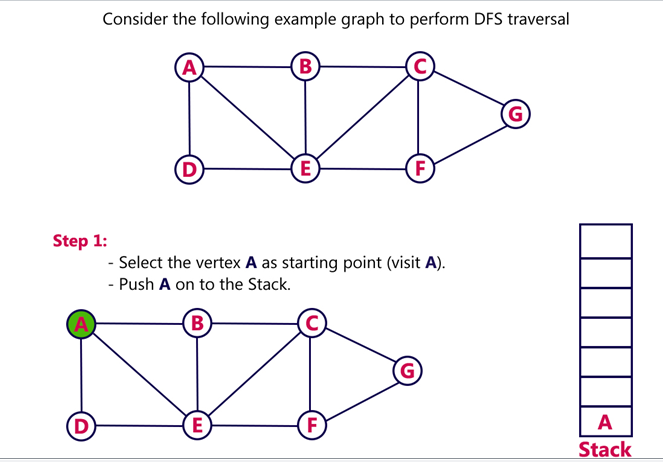 Consider the following example graph to perform DFS traversal
A
B
C
G
D
E
F
Step 1:
- Select the vertex A as starting point (visit A).
- Push A on to the Stack.
A
B
C
G
D
E
F
A
Stack